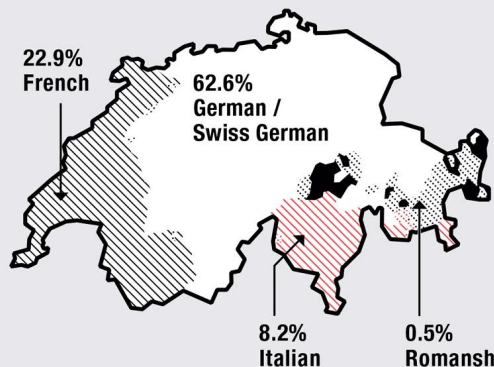 22.9%
French
62.6%
German /
Swiss German
8.2%
Italian
0.5%
Romansh